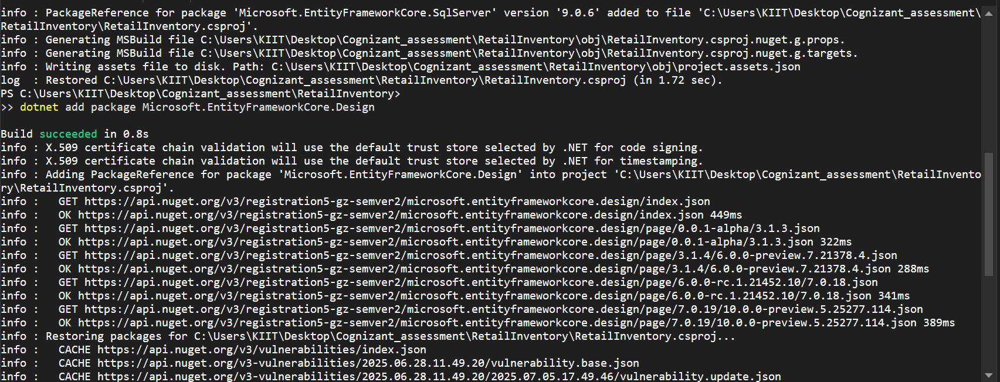 info : PackageReference for package 'Microsoft.EntityFrameworkCore.SqlServer' version '9.0.6' added to file 'C:\Users\KIIT\Desktop\Cognizant_assessment\
RetailInventory\RetailInventory.csproj'.
info : Generating MSBuild file C:\Users\KIIT\Desktop\Cognizant_assessment\RetailInventory\obj\RetailInventory.csproj.nuget.g.props.
info : Generating MSBuild file C:\Users\KIIT\Desktop\Cognizant_assessment\RetailInventory\obj\RetailInventory.csproj.nuget.g.targets.
info : Writing assets file to disk. Path: C:\Users\KIIT\Desktop\Cognizant_assessment\RetailInventory\obj\project.assets.json
log  : Restored C:\Users\KIIT\Desktop\Cognizant_assessment\RetailInventory\RetailInventory.csproj (in 1.72 sec).
PS C:\Users\KIIT\Desktop\Cognizant_assessment\RetailInventory>
>> dotnet add package Microsoft.EntityFrameworkCore.Design
Build succeeded in 0.8s
info : X.509 certificate chain validation will use the default trust store selected by .NET for code signing.
info : X.509 certificate chain validation will use the default trust store selected by .NET for timestamping.
info : Adding PackageReference for package 'Microsoft.EntityFrameworkCore.Design' into project 'C:\Users\KIIT\Desktop\Cognizant_assessment\RetailInvento
ry\RetailInventory.csproj'.
info :   GET https://api.nuget.org/v3/registration5-gz-semver2/microsoft.entityframeworkcore.design/index.json
info :   OK https://api.nuget.org/v3/registration5-gz-semver2/microsoft.entityframeworkcore.design/index.json 449ms
info :   GET https://api.nuget.org/v3/registration5-gz-semver2/microsoft.entityframeworkcore.design/page/0.0.1-alpha/3.1.3.json
info :   OK https://api.nuget.org/v3/registration5-gz-semver2/microsoft.entityframeworkcore.design/page/0.0.1-alpha/3.1.3.json 322ms
info :   GET https://api.nuget.org/v3/registration5-gz-semver2/microsoft.entityframeworkcore.design/page/3.1.4/6.0.0-preview.7.21378.4.json
info :   OK https://api.nuget.org/v3/registration5-gz-semver2/microsoft.entityframeworkcore.design/page/3.1.4/6.0.0-preview.7.21378.4.json 288ms
info :   GET https://api.nuget.org/v3/registration5-gz-semver2/microsoft.entityframeworkcore.design/page/6.0.0-rc.1.21452.10/7.0.18.json
info :   OK https://api.nuget.org/v3/registration5-gz-semver2/microsoft.entityframeworkcore.design/page/6.0.0-rc.1.21452.10/7.0.18.json 341ms
info :   GET https://api.nuget.org/v3/registration5-gz-semver2/microsoft.entityframeworkcore.design/page/7.0.19/10.0.0-preview.5.25277.114.json
info :   OK https://api.nuget.org/v3/registration5-gz-semver2/microsoft.entityframeworkcore.design/page/7.0.19/10.0.0-preview.5.25277.114.json 389ms
info : Restoring packages for C:\Users\KIIT\Desktop\Cognizant_assessment\RetailInventory\RetailInventory.csproj...
info :   CACHE https://api.nuget.org/v3/vulnerabilities/index.json
info :   CACHE https://api.nuget.org/v3-vulnerabilities/2025.06.28.11.49.20/vulnerability.base.json
info :   CACHE https://api.nuget.org/v3-vulnerabilities/2025.06.28.11.49.20/2025.07.05.17.49.46/vulnerability.update.json